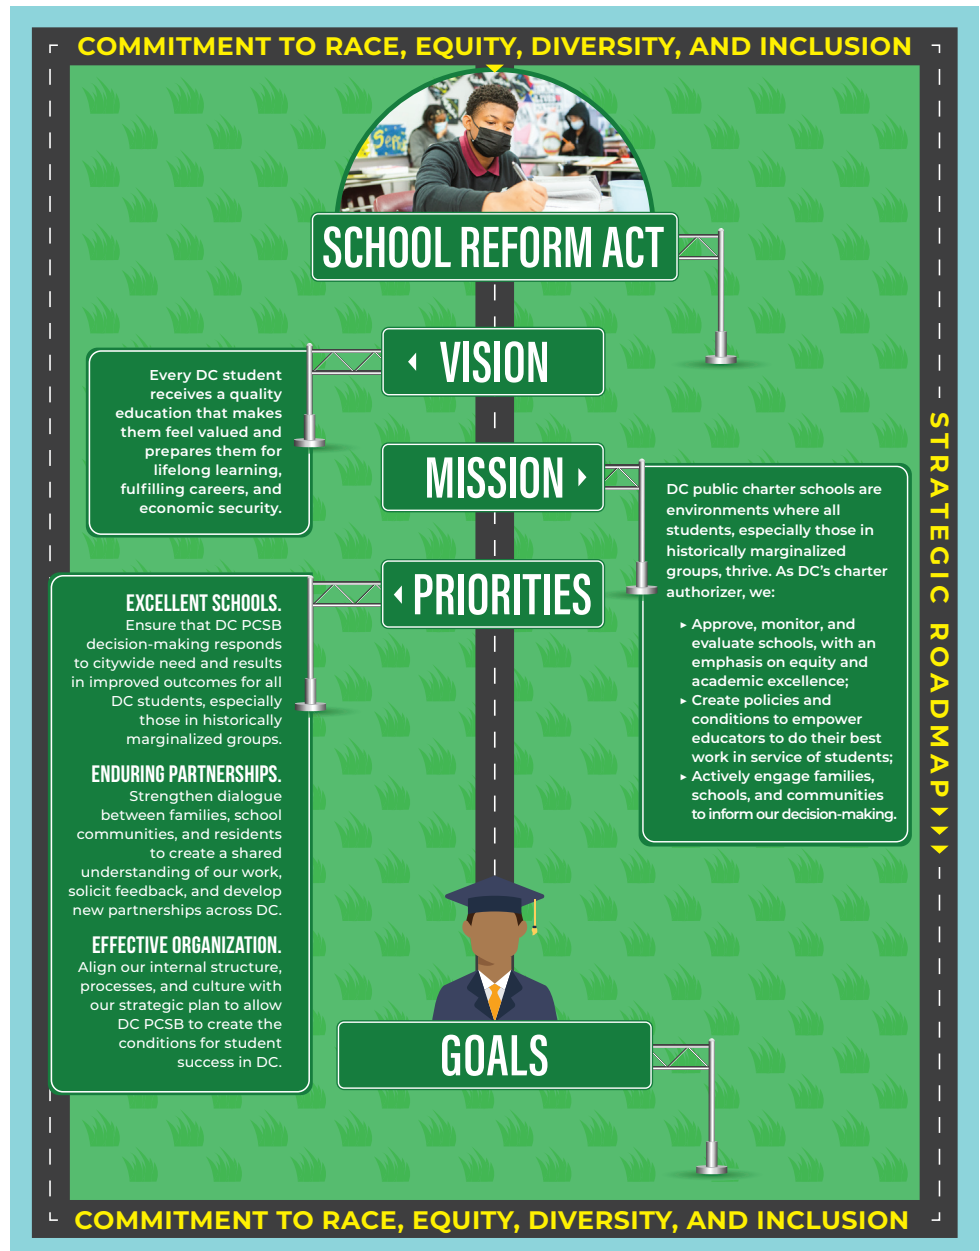 COMMITMENT TO RACE, EQUITY, DIVERSITY, AND INCLUSION
SCHOOL REFORM ACT
VISION
Every DC student
receives a quality
education that makes
them feel valued and
prepares them for
lifelong learning,
fulfilling careers, and
economic security.
MISSION
DC public charter schools are
environments where all
students, especially those in
historically marginalized
groups, thrive. As DC’s charter
authorizer, we:
▸ Approve, monitor, and
evaluate schools, with an
emphasis on equity and
academic excellence;
▸ Create policies and
conditions to empower
educators to do their best
work in service of students;
▸ Actively engage families,
schools, and communities
to inform our decision-making.
PRIORITIES
EXCELLENT SCHOOLS.
Ensure that DC PCSB
decision-making responds
to citywide need and results
in improved outcomes for all
DC students, especially
those in historically
marginalized groups.
ENDURING PARTNERSHIPS.
Strengthen dialogue
between families, school
communities, and residents
to create a shared
understanding of our work,
solicit feedback, and develop
new partnerships across DC.
EFFECTIVE ORGANIZATION.
Align our internal structure,
processes, and culture with
our strategic plan to allow
DC PCSB to create the
conditions for student
success in DC.
GOALS
STRATEGIC ROADMAP
COMMITMENT TO RACE, EQUITY, DIVERSITY, AND INCLUSION